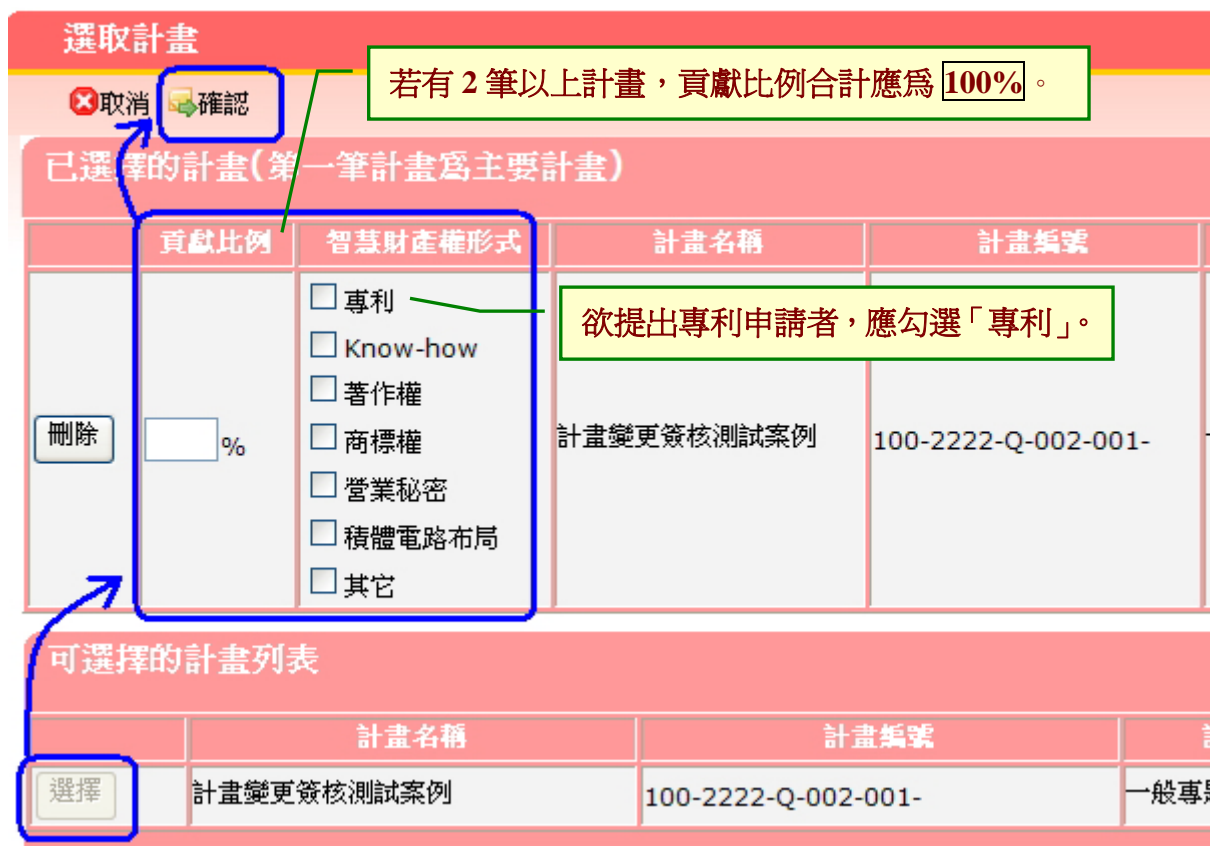 選取計畫
若有 2 筆以上計畫，貢獻比例合計應為 100%。
取消 確認
已選擇的計畫(第一筆計畫為主要計畫)
貢獻比例 智慧財產權形式 計畫名稱 計畫編號
專利
欲提出專利申請者，應勾選「專利」。
Know-how
著作權
刪除 % 商標權 計畫變更簽核測試案例 100-2222-Q-002-001-
營業秘密
積體電路布局
其它
可選擇的計畫列表
計畫名稱 計畫編號
選擇 計畫變更簽核測試案例 100-2222-Q-002-001- 一般專